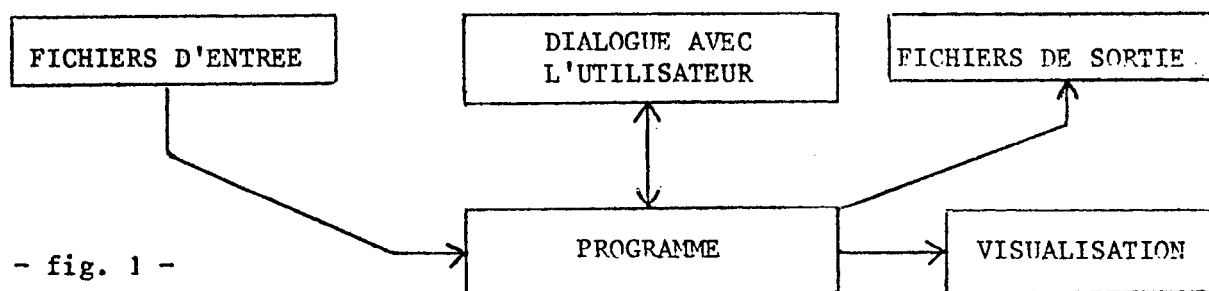 FICHIERS D'ENTREE
DIALOGUE AVEC
L'UTILISATEUR
FICHIERS DE SORTIE
PROGRAMME
VISUALISATION
- fig. 1 -